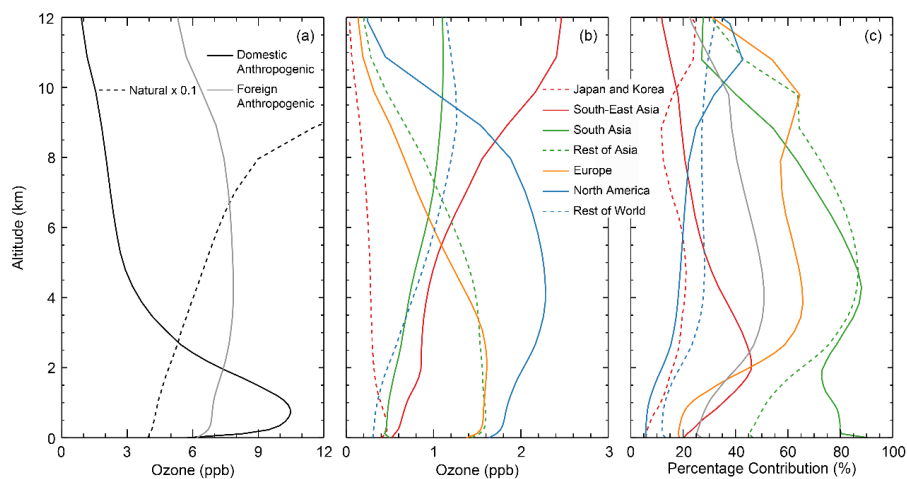 (a)
Domestic
Anthropogenic
Natural x 0.1
Foreign
Anthropogenic
12
10
8
6
4
2
0
Altitude (km)
0 3 6 9 12
Ozone (ppb)
(b)
Japan and Korea
South-East Asia
South Asia
Rest of Asia
Europe
North America
Rest of World
0 1 2 3
Ozone (ppb)
(c)
0 20 40 60 80 100
Percentage Contribution (%)